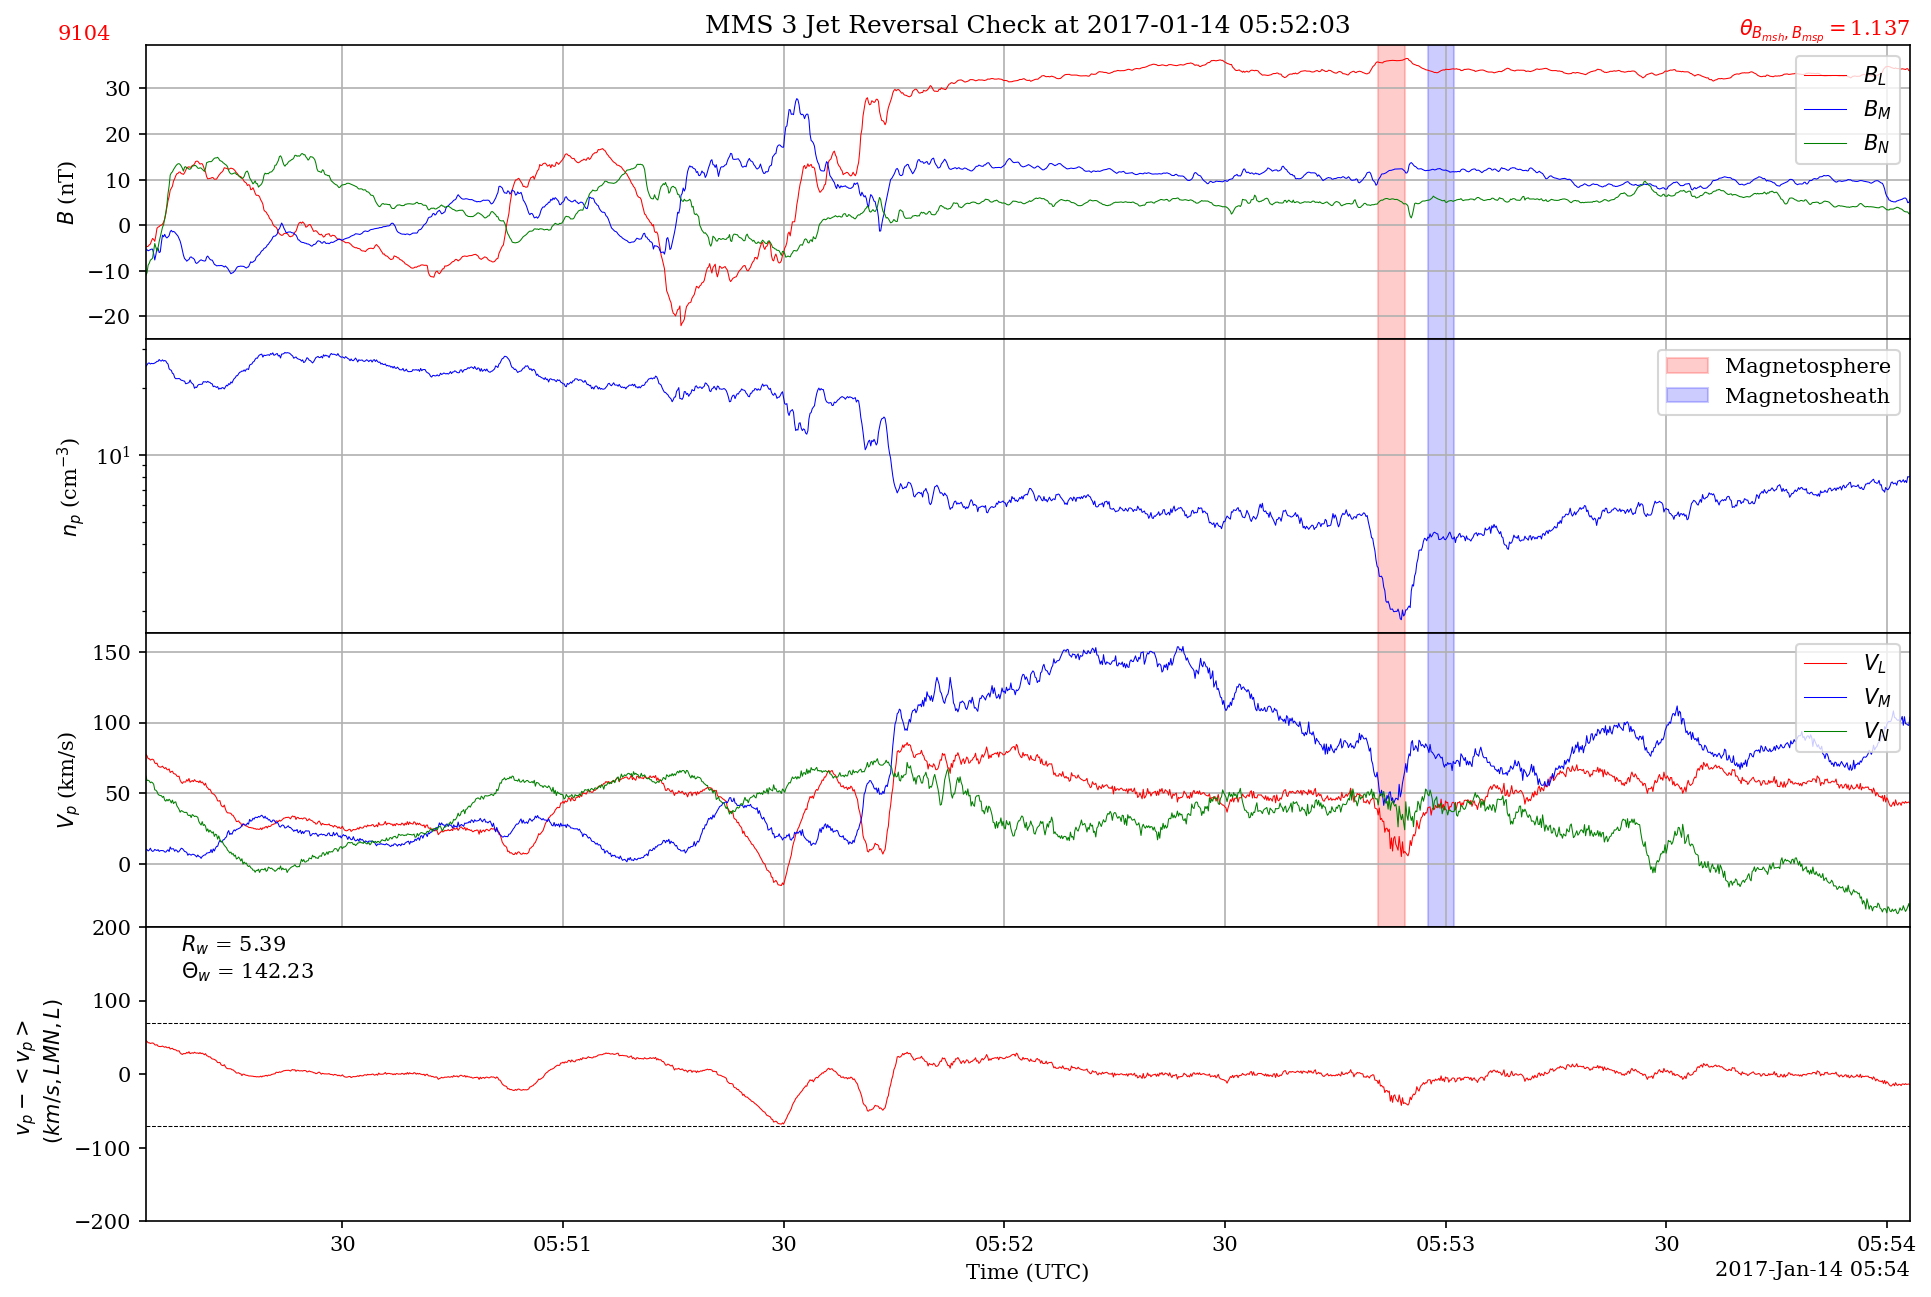 9104
MMS 3 Jet Reversal Check at 2017-01-14 05:52:03
θ_{B_{msh}, B_{msp}} = 1.137
B (nT)
30
20
10
0
−10
−20
B_L
B_M
B_N
n_p (cm^{−3})
10^1
Magnetosphere
Magnetosheath
V_p (km/s)
150
100
50
0
V_L
V_M
V_N
v_p − < v_p >
(km/s, LMN, L)
200
100
0
−100
−200
R_w = 5.39
Θ_w = 142.23
30 05:51 30 05:52 30 05:53 30 05:54
Time (UTC)
2017-Jan-14 05:54